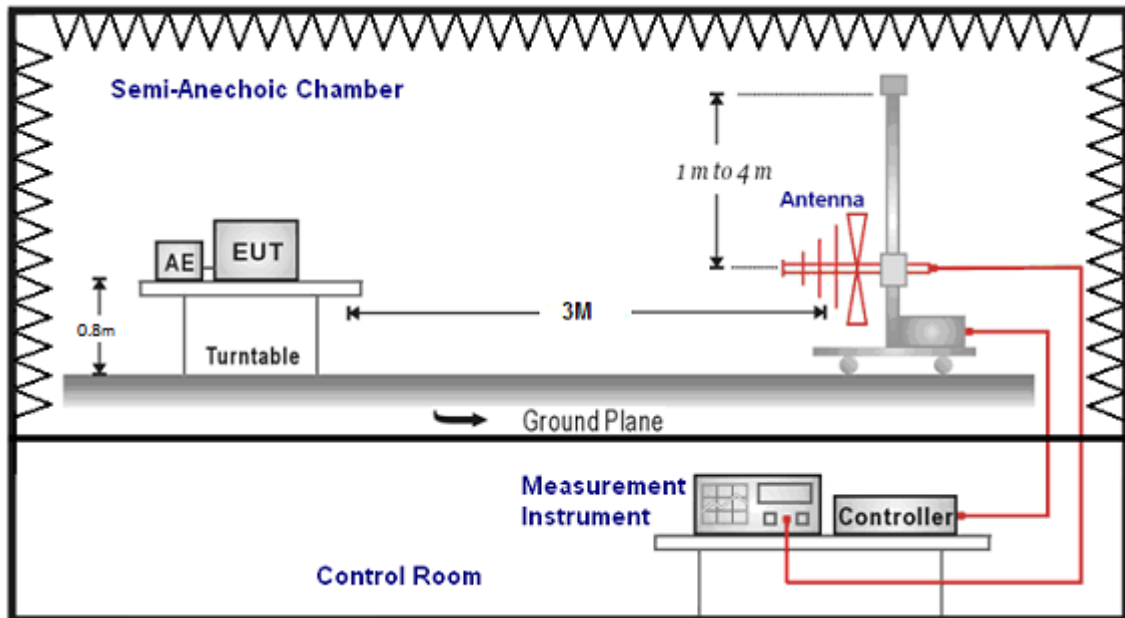 Semi-Anechoic Chamber
1 m to 4 m
Antenna
AE
EUT
0.8m
3M
Turntable
Ground Plane
Measurement
Instrument
Controller
Control Room